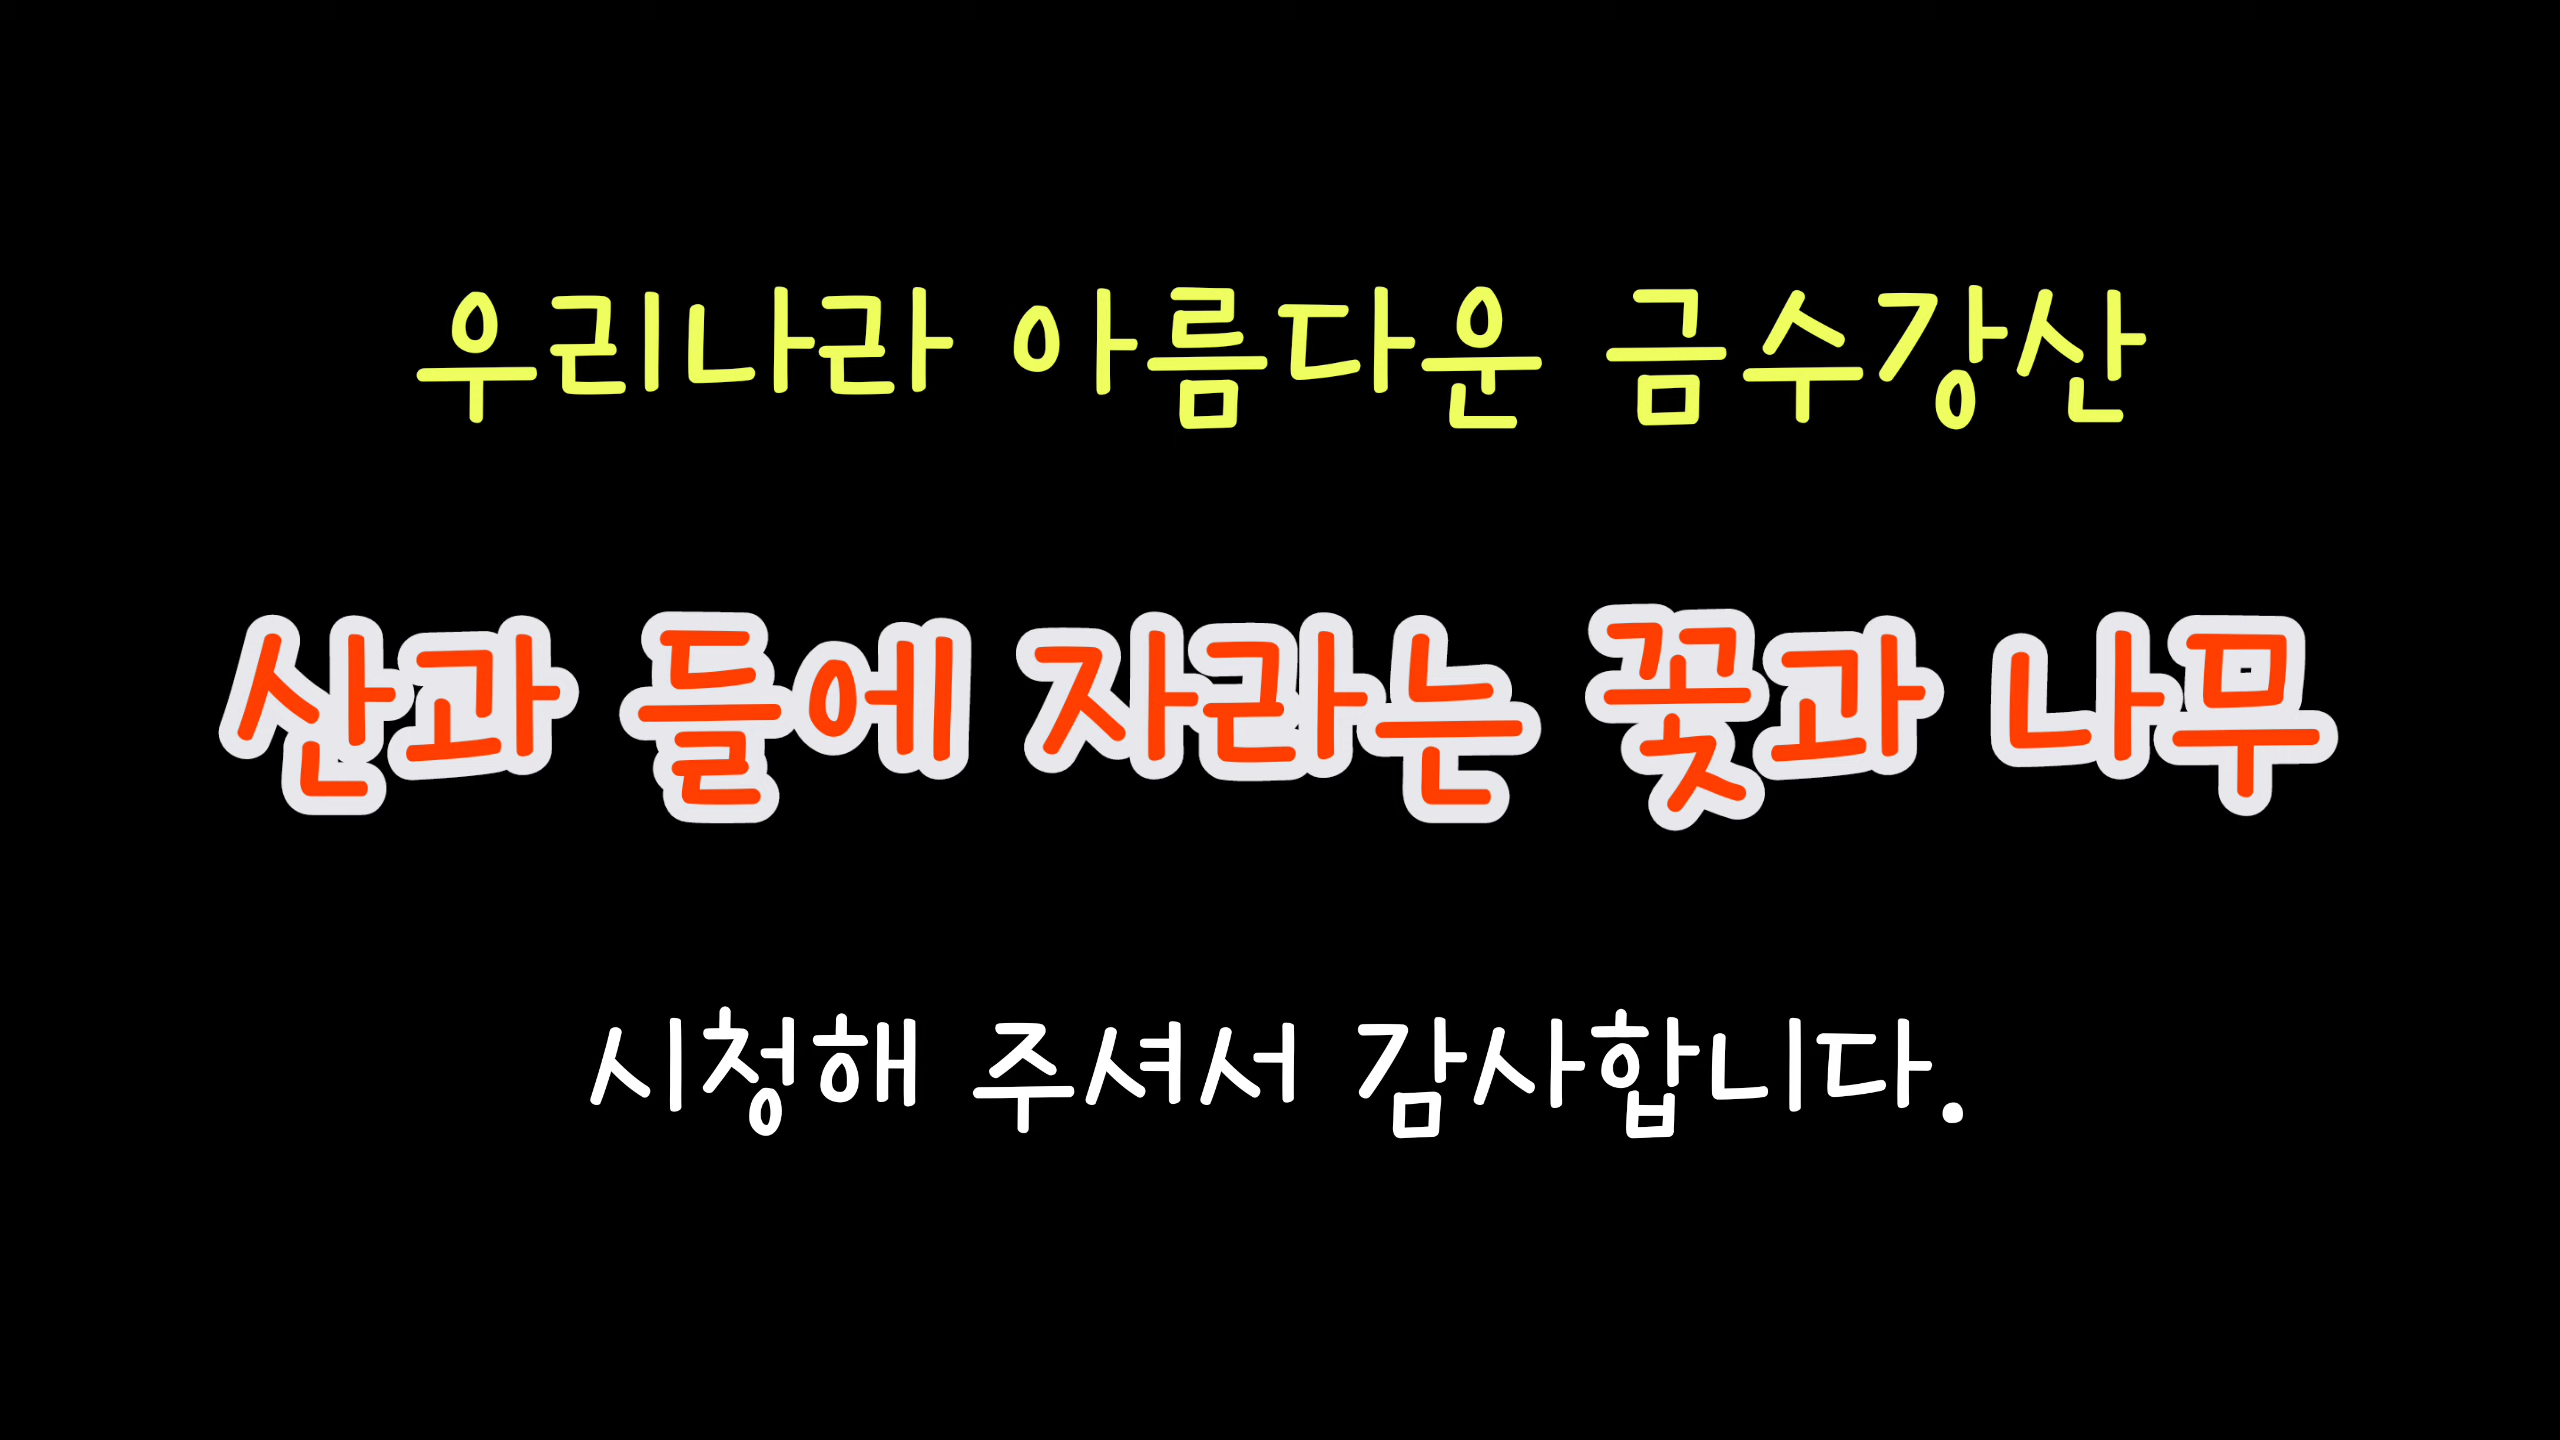 우리나라 아름다운 금수강산
산과 들에 자라는 꽃과 나무
시청해 주셔서 감사합니다.